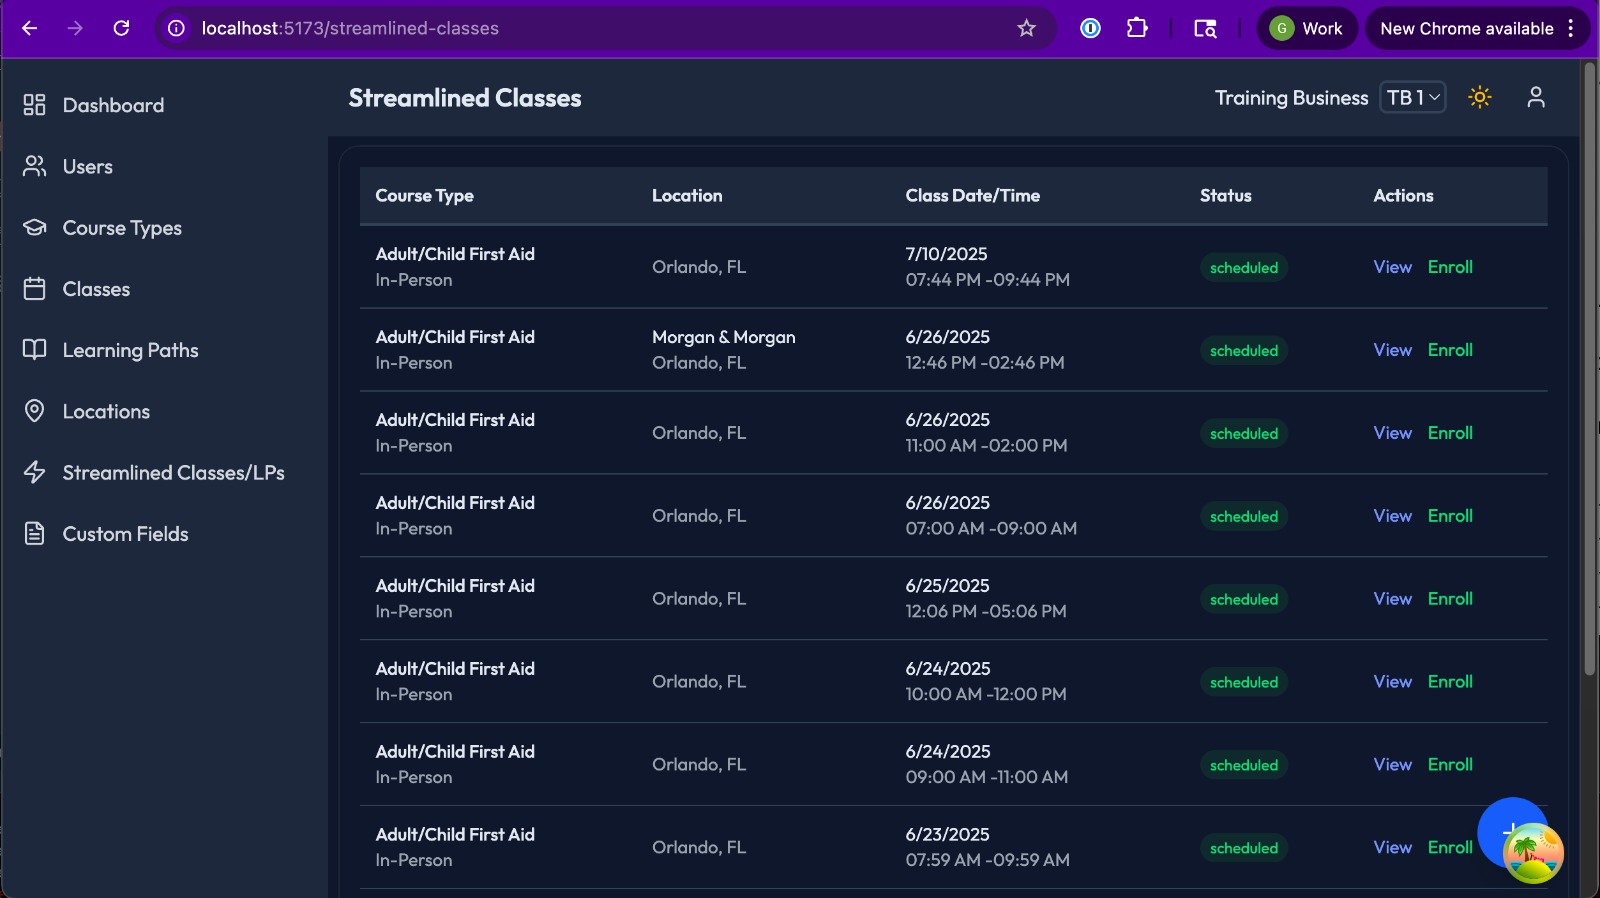 localhost:5173/streamlined-classes
G Work
New Chrome available
Dashboard
Users
Course Types
Classes
Learning Paths
Locations
Streamlined Classes/LPs
Custom Fields
Streamlined Classes
Training Business TB 1
Course Type Location Class Date/Time Status Actions
Adult/Child First Aid
In-Person
Orlando, FL
7/10/2025
07:44 PM -09:44 PM
scheduled
View Enroll
Adult/Child First Aid
In-Person
Morgan & Morgan
Orlando, FL
6/26/2025
12:46 PM -02:46 PM
scheduled
View Enroll
Adult/Child First Aid
In-Person
Orlando, FL
6/26/2025
11:00 AM -02:00 PM
scheduled
View Enroll
Adult/Child First Aid
In-Person
Orlando, FL
6/26/2025
07:00 AM -09:00 AM
scheduled
View Enroll
Adult/Child First Aid
In-Person
Orlando, FL
6/25/2025
12:06 PM -05:06 PM
scheduled
View Enroll
Adult/Child First Aid
In-Person
Orlando, FL
6/24/2025
10:00 AM -12:00 PM
scheduled
View Enroll
Adult/Child First Aid
In-Person
Orlando, FL
6/24/2025
09:00 AM -11:00 AM
scheduled
View Enroll
Adult/Child First Aid
In-Person
Orlando, FL
6/23/2025
07:59 AM -09:59 AM
scheduled
View Enroll